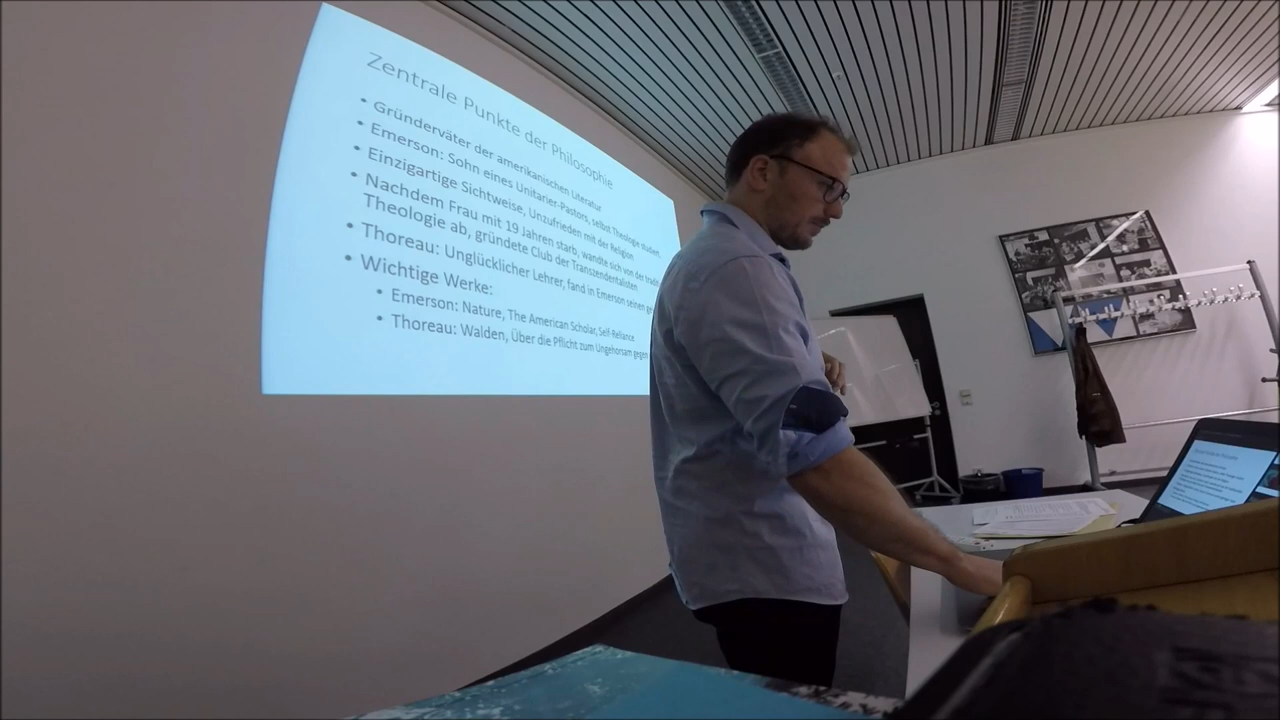 Zentrale Punkte der Philosophie
• Gründerväter der amerikanischen Literatur
• Emerson: Sohn eines Unitarier-Pastors, selbst Theologie studiert,
• Einzigartige Sichtweise, Unzufrieden mit der Religion
• Nachdem Frau mit 19 Jahren starb, wandte sich von der
Theologie ab, gründete Club der Transzendentalisten
• Thoreau: Unglücklicher Lehrer, fand in Emerson seinen
• Wichtige Werke:
• Emerson: Nature, The American Scholar, Self-Reliance
• Thoreau: Walden, Über die Pflicht zum Ungehorsam gegen